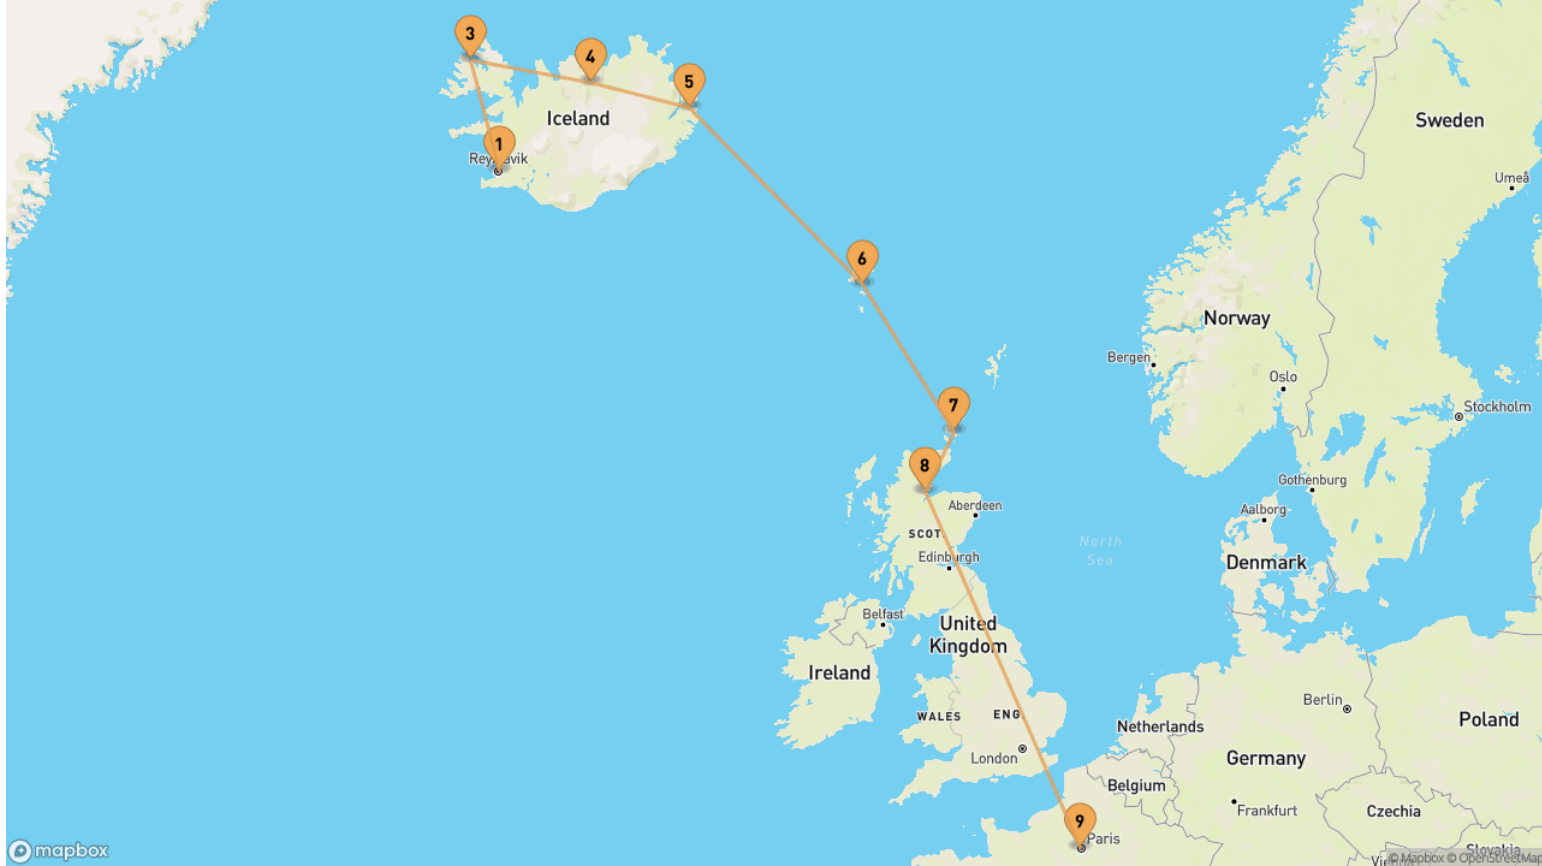 3
4
5
1
Iceland
Sweden
Umeå
6
Norway
Bergen
Oslo
Stockholm
7
8
Gothenburg
Aberdeen
Aalborg
SCOT
North
Sea
Edinburgh
Denmark
Belfast
United
Kingdom
Ireland
Berlin
WALES
ENG.
Netherlands
Poland
London
Germany
Belgium
Frankfurt
Czechia
9
Paris
Slovakia
mapbox
© Mapbox © OpenStreetMap